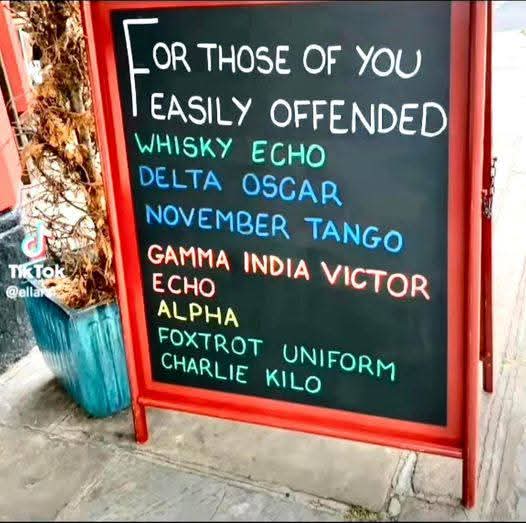 FOR THOSE OF YOU
EASILY OFFENDED
WHISKY ECHO
DELTA OSCAR
NOVEMBER TANGO
GAMMA INDIA VICTOR
ECHO
ALPHA
FOXTROT UNIFORM
CHARLIE KILO
TikTok